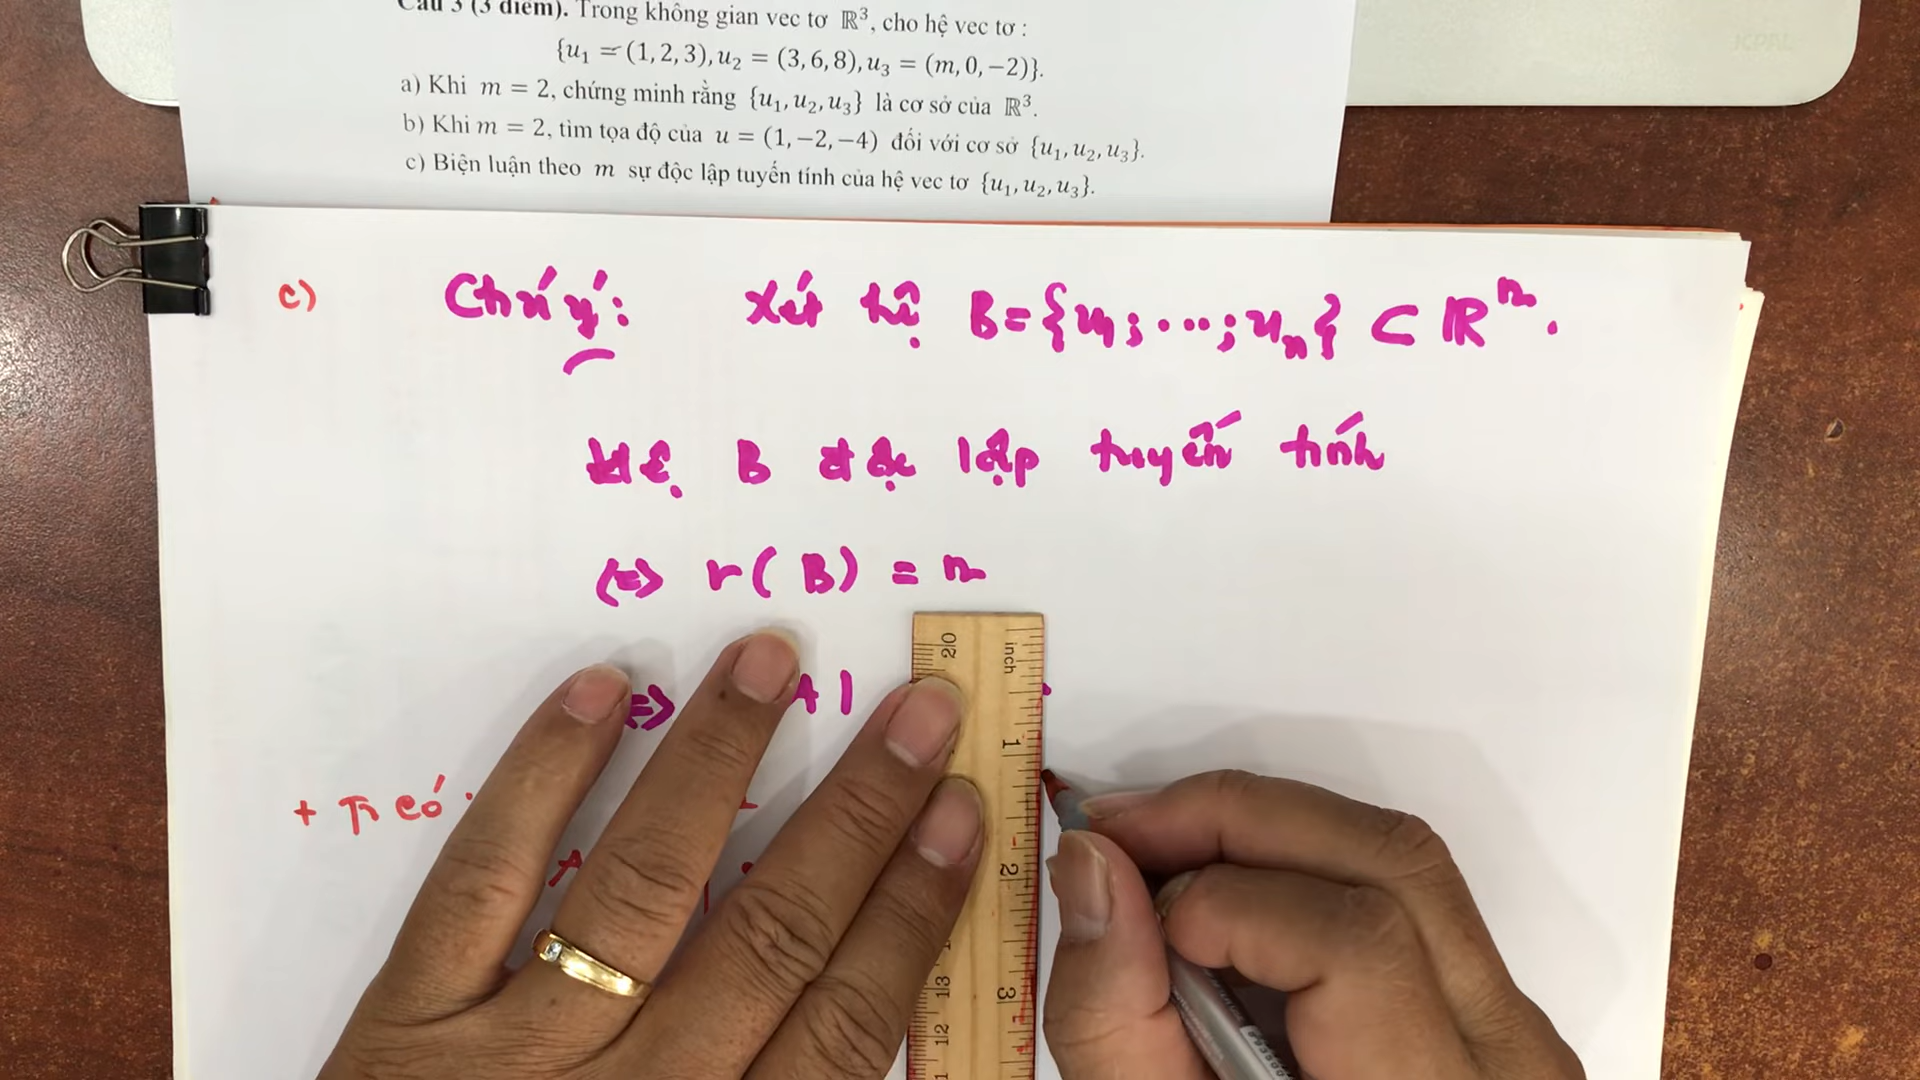 Câu 3 (3 điểm). Trong không gian vec tơ ℝ³, cho hệ vec tơ :
{u₁ = (1, 2, 3), u₂ = (3, 6, 8), u₃ = (m, 0, −2)}.
a) Khi m = 2, chứng minh rằng {u₁, u₂, u₃} là cơ sở của ℝ³.
b) Khi m = 2, tìm tọa độ của u = (1, −2, −4) đối với cơ sở {u₁, u₂, u₃}.
c) Biện luận theo m sự độc lập tuyến tính của hệ vec tơ {u₁, u₂, u₃}.
c) Chú ý: Xét hệ B = {u₁; ...; uₙ} ⊂ ℝⁿ.
Hệ B độc lập tuyến tính
⇔ r(B) = n
20 inch
⇔ A |
1
+ Ta có
2
A
13 3
12